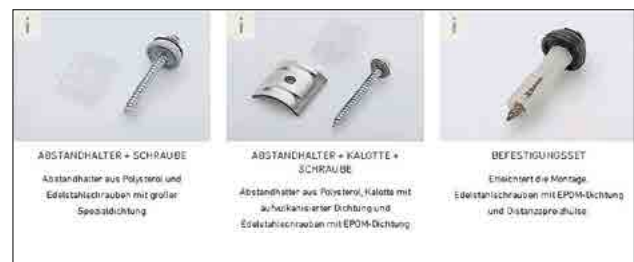 i
ABSTANDHALTER + SCHRAUBE
Abstandhalter aus Polysterol und
Edelstahlschrauben mit großer
Spezialdichtung
i
ABSTANDHALTER + KALOTTE +
SCHRAUBE
Abstandhalter aus Polysterol, Kalotte mit
aufvulkanisierter Dichtung und
Edelstahlschrauben mit EPDM-Dichtung
i
BEFESTIGUNGSSET
Erleichtert die Montage,
Edelstahlschrauben mit EPDM-Dichtung
und Distanzspreizhülse